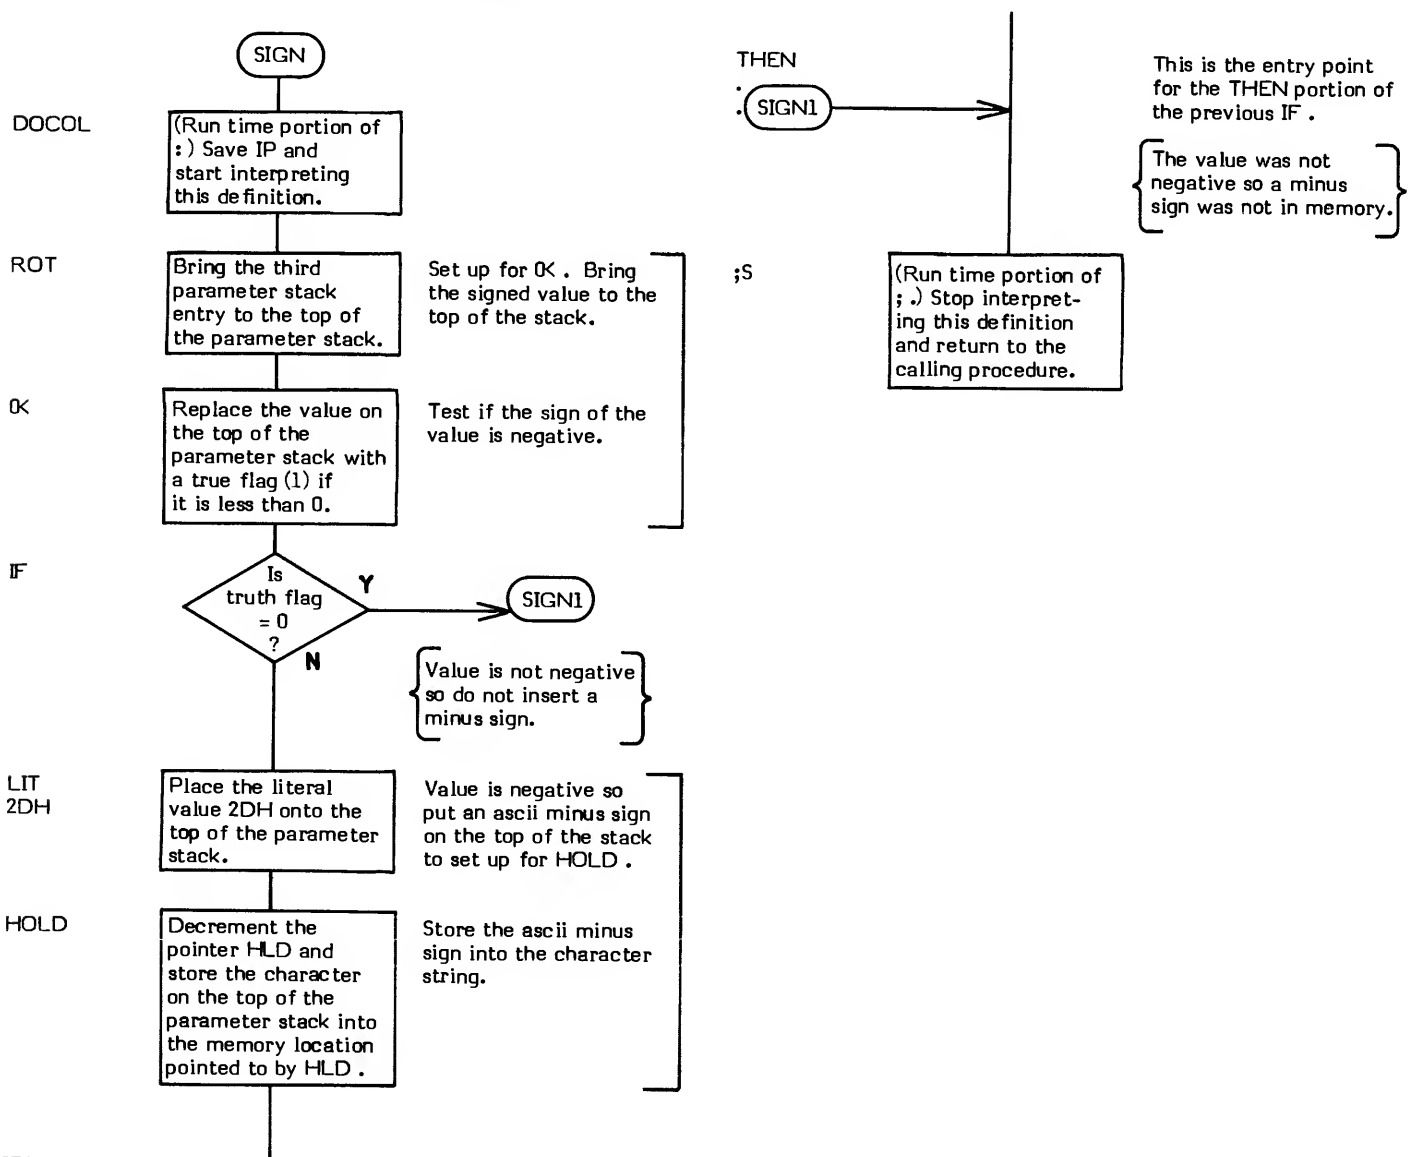 SIGN
DOCOL
(Run time portion of
: ) Save IP and
start interpreting
this definition.
ROT
Bring the third
parameter stack
entry to the top of
the parameter stack.
Set up for 0< . Bring
the signed value to the
top of the stack.
0<
Replace the value on
the top of the
parameter stack with
a true flag (1) if
it is less than 0.
Test if the sign of the
value is negative.
IF
Is
truth flag
= 0
?
Y
N
SIGN1
Value is not negative
so do not insert a
minus sign.
LIT
2DH
Place the literal
value 2DH onto the
top of the parameter
stack.
Value is negative so
put an ascii minus sign
on the top of the stack
to set up for HOLD .
HOLD
Decrement the
pointer HLD and
store the character
on the top of the
parameter stack into
the memory location
pointed to by HLD .
Store the ascii minus
sign into the character
string.
THEN
:
: SIGN1
This is the entry point
for the THEN portion of
the previous IF .
The value was not
negative so a minus
sign was not in memory.
;S
(Run time portion of
; .) Stop interpret-
ing this definition
and return to the
calling procedure.